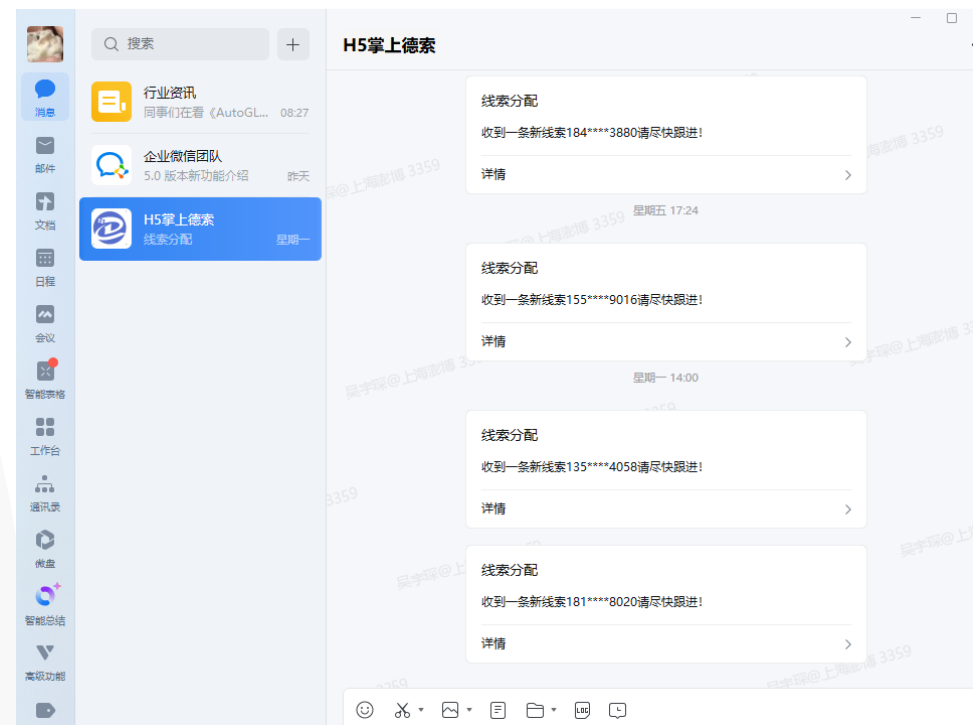 搜索
H5掌上德索
消息
邮件
文档
日程
会议
智能表格
工作台
通讯录
微盘
智能总结
高级功能
行业资讯
同事们在看《AutoGL... 08:27
企业微信团队
5.0 版本新功能介绍 昨天
H5掌上德索
线索分配 星期一
线索分配
收到一条新线索184****3880请尽快跟进!
详情
星期五 17:24
线索分配
收到一条新线索155****9016请尽快跟进!
详情
星期一 14:00
线索分配
收到一条新线索135****4058请尽快跟进!
详情
线索分配
收到一条新线索181****8020请尽快跟进!
详情
LOG
吴宇琛@上海澎博
3359